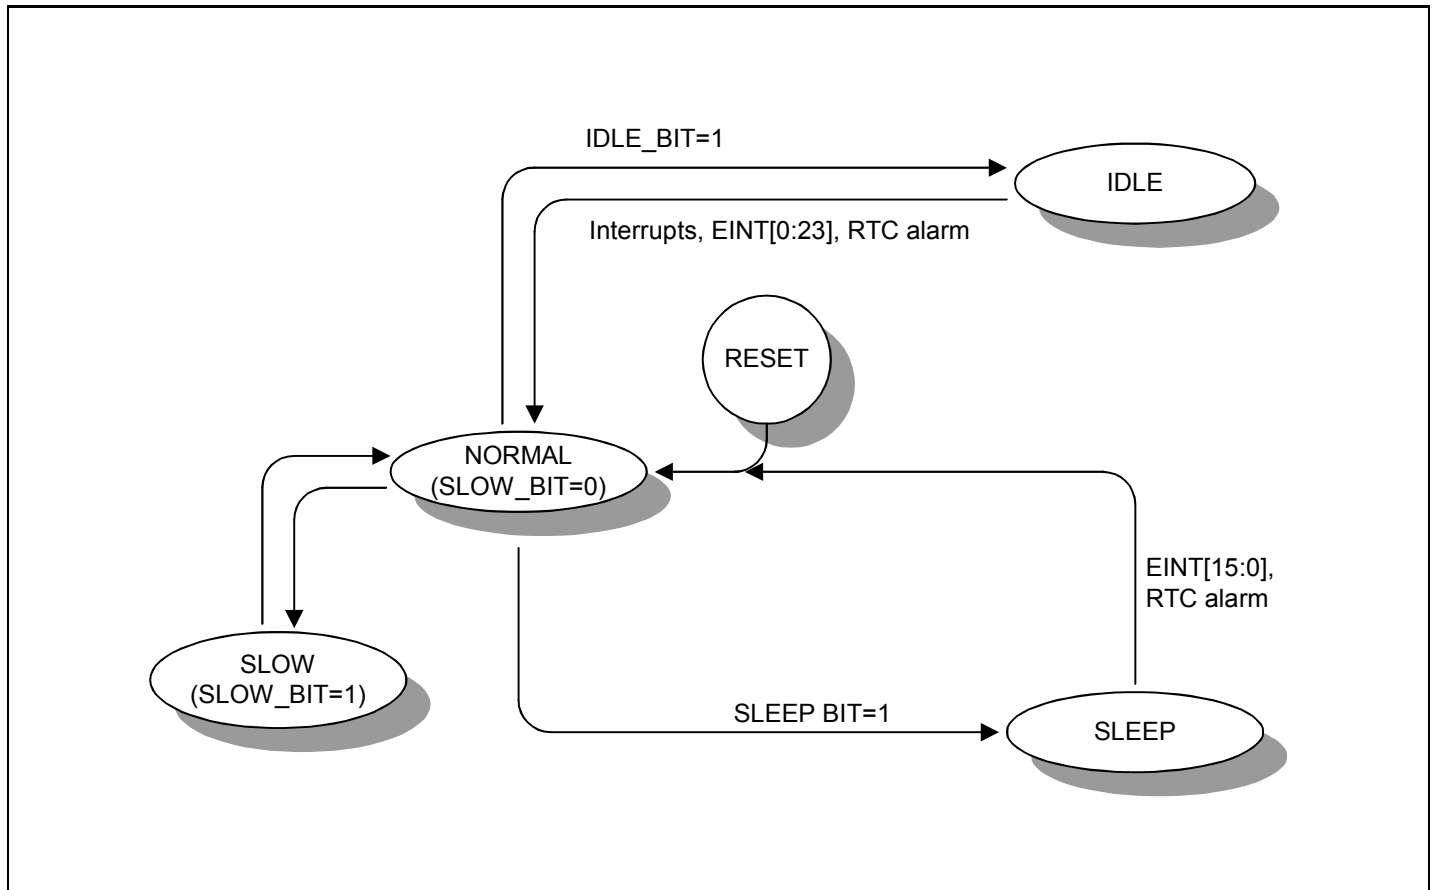 IDLE_BIT=1
IDLE
Interrupts, EINT[0:23], RTC alarm
RESET
NORMAL
(SLOW_BIT=0)
EINT[15:0],
RTC alarm
SLOW
(SLOW_BIT=1)
SLEEP BIT=1
SLEEP